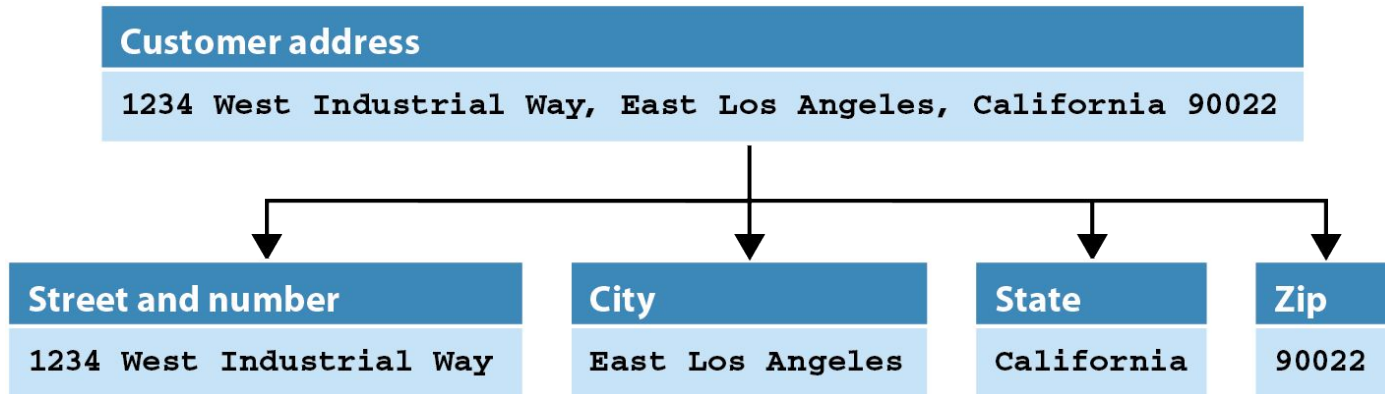 Customer address
1234 West Industrial Way, East Los Angeles, California 90022
Street and number
1234 West Industrial Way
City
East Los Angeles
State
California
Zip
90022